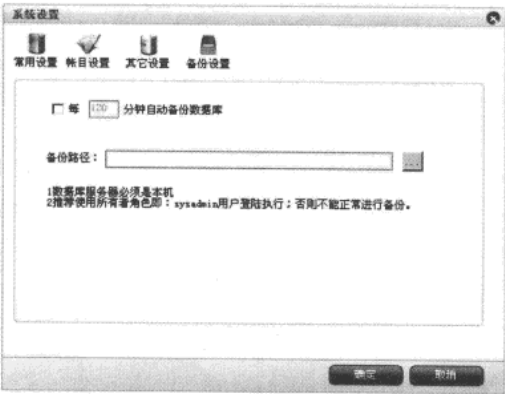 系统设置
常用设置 帐目设置 其它设置 备份设置
每 120 分钟自动备份数据库
备份路径：
...
1数据库服务器必须是本机
2推荐使用所有者角色即：sysadmin用户登陆执行；否则不能正常进行备份。
确定 取消